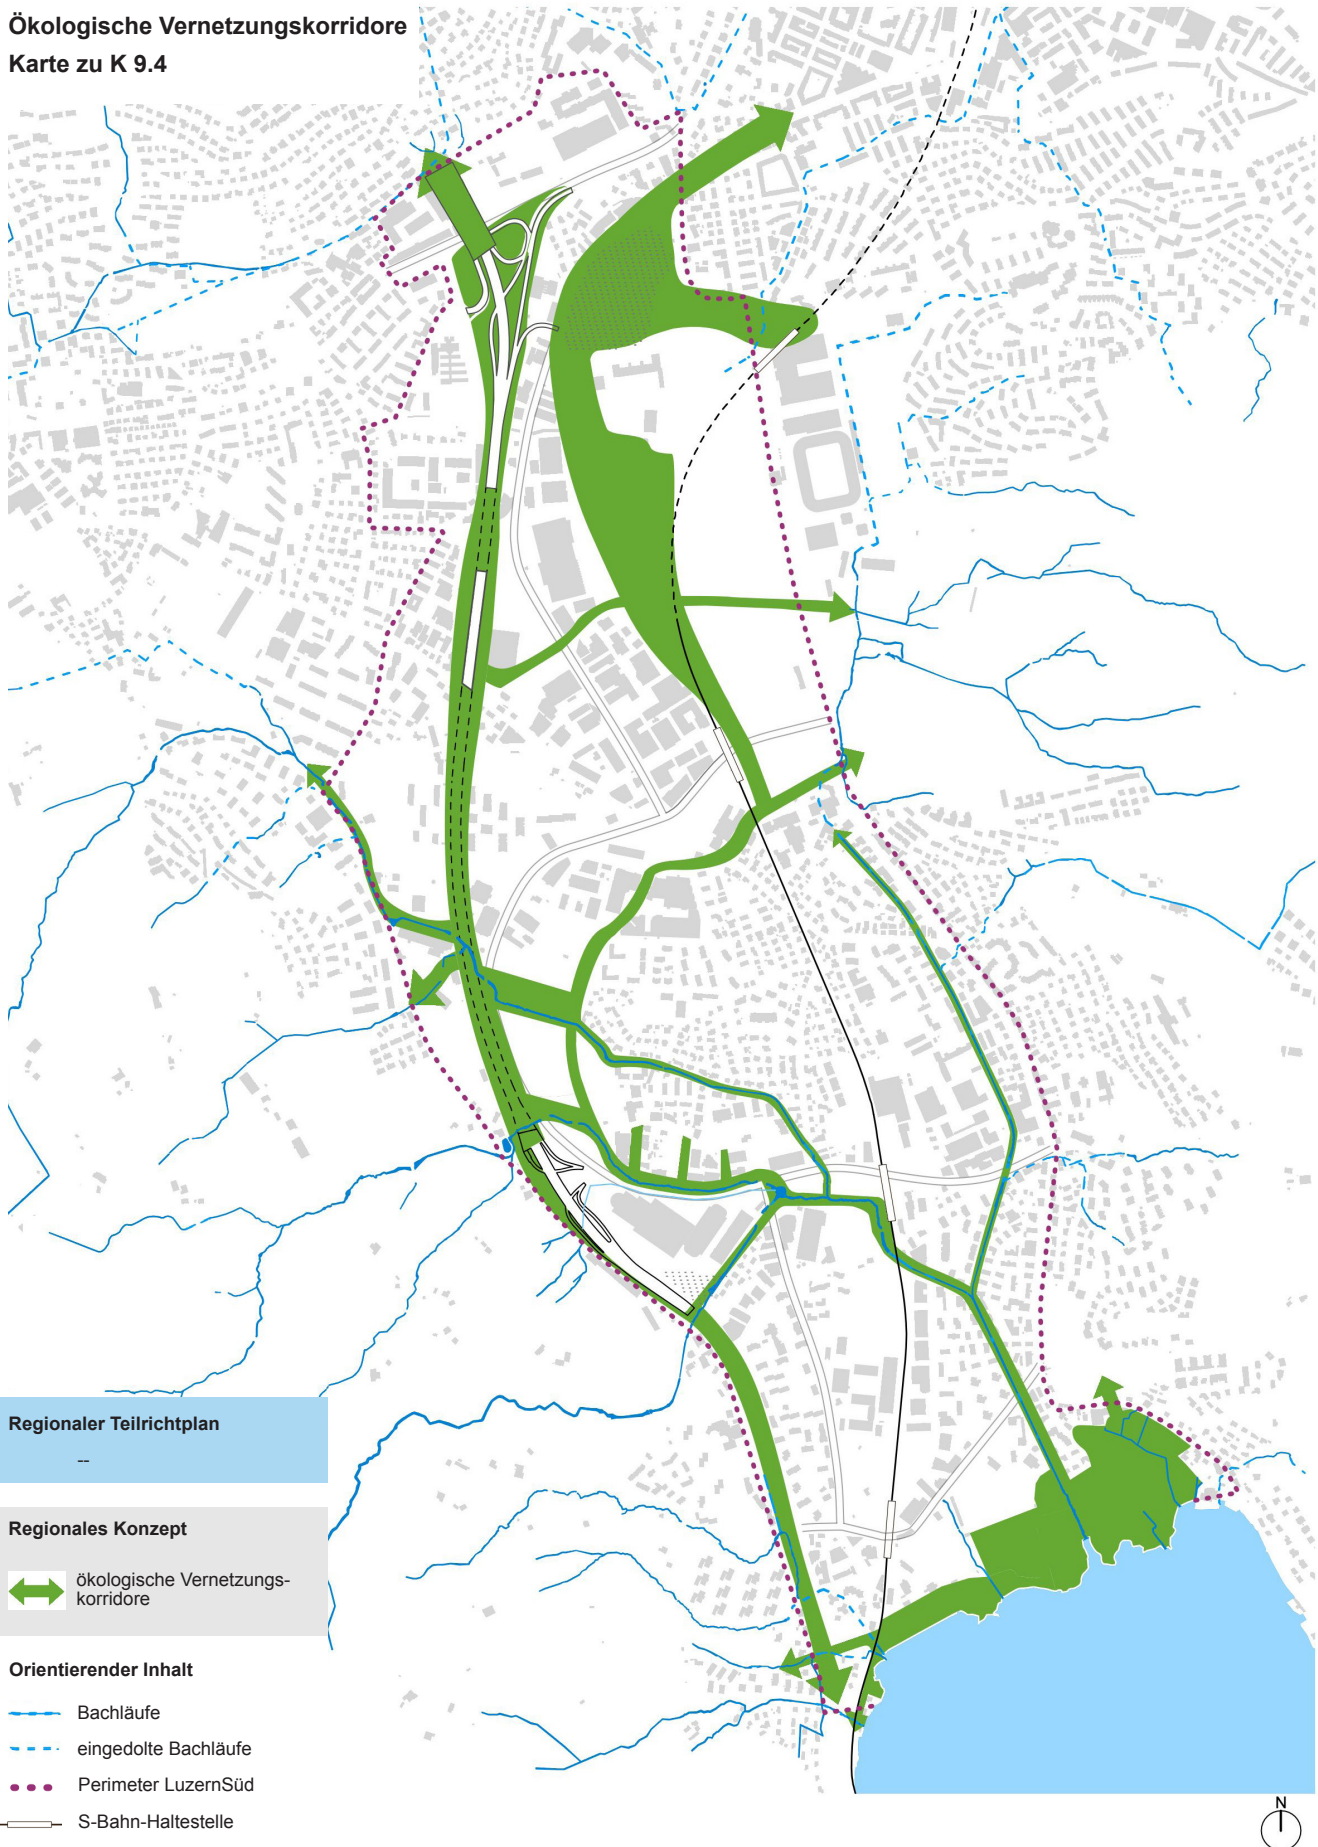 Ökologische Vernetzungskorridore
Karte zu K 9.4
Regionaler Teilrichtplan
--
Regionales Konzept
ökologische Vernetzungs-
korridore
Orientierender Inhalt
Bachläufe
eingedolte Bachläufe
Perimeter LuzernSüd
S-Bahn-Haltestelle
N